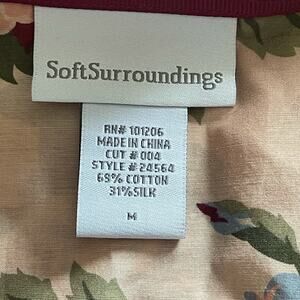 SoftSurroundings
RN# 101206
MADE IN CHINA
CUT # 004
STYLE # 24564
69% COTTON
31% SILK
M